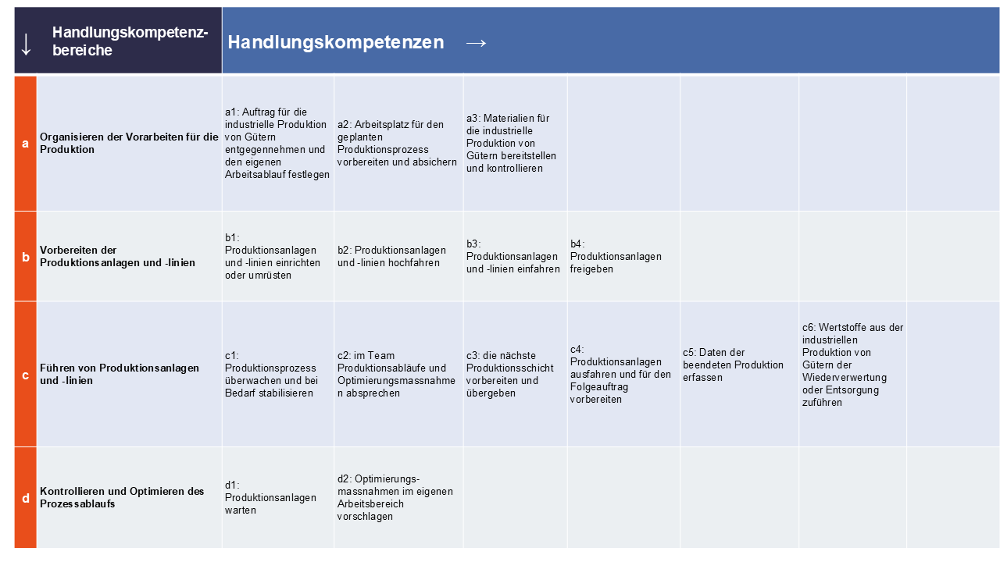 ↓ Handlungskompetenz-
bereiche
Handlungskompetenzen →
a
Organisieren der Vorarbeiten für die
Produktion
a1: Auftrag für die
industrielle Produktion
von Gütern
entgegennehmen und
den eigenen
Arbeitsablauf festlegen
a2: Arbeitsplatz für den
geplanten
Produktionsprozess
vorbereiten und absichern
a3: Materialien für
die industrielle
Produktion von
Gütern bereitstellen
und kontrollieren
b
Vorbereiten der
Produktionsanlagen und -linien
b1:
Produktionsanlagen
und -linien einrichten
oder umrüsten
b2: Produktionsanlagen
und -linien hochfahren
b3:
Produktionsanlagen
und -linien einfahren
b4:
Produktionsanlagen
freigeben
c
Führen von Produktionsanlagen
und -linien
c1:
Produktionsprozess
überwachen und bei
Bedarf stabilisieren
c2: im Team
Produktionsabläufe und
Optimierungsmassnahme
n absprechen
c3: die nächste
Produktionsschicht
vorbereiten und
übergeben
c4:
Produktionsanlagen
ausfahren und für den
Folgeauftrag
vorbereiten
c5: Daten der
beendeten Produktion
erfassen
c6: Wertstoffe aus der
industriellen
Produktion von
Gütern der
Wiederverwertung
oder Entsorgung
zuführen
d
Kontrollieren und Optimieren des
Prozessablaufs
d1:
Produktionsanlagen
warten
d2: Optimierungs-
massnahmen im eigenen
Arbeitsbereich
vorschlagen